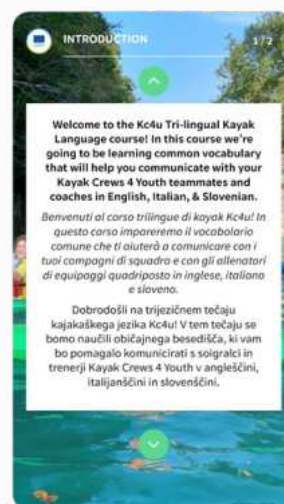 INTRODUCTION
1/2
Welcome to the Kc4u Tri-lingual Kayak
Language course! In this course we're
going to be learning common vocabulary
that will help you communicate with your
Kayak Crews 4 Youth teammates and
coaches in English, Italian, & Slovenian.
Benvenuti al corso trilingue di kayak Kc4u! In
questo corso impareremo il vocabolario
comune che ti aiuterà a comunicare con i
tuoi compagni di squadra e con gli allenatori
di equipaggi quadriposto in inglese, italiano
e sloveno.
Dobrodošli na trijezičnem tečaju
kajakaškega jezika Kc4u! V tem tečaju se
bomo naučili običajnega besedišča, ki vam
bo pomagalo komunicirati s soigralci in
trenerji Kayak Crews 4 Youth v angleščini,
italijanščini in slovenščini.